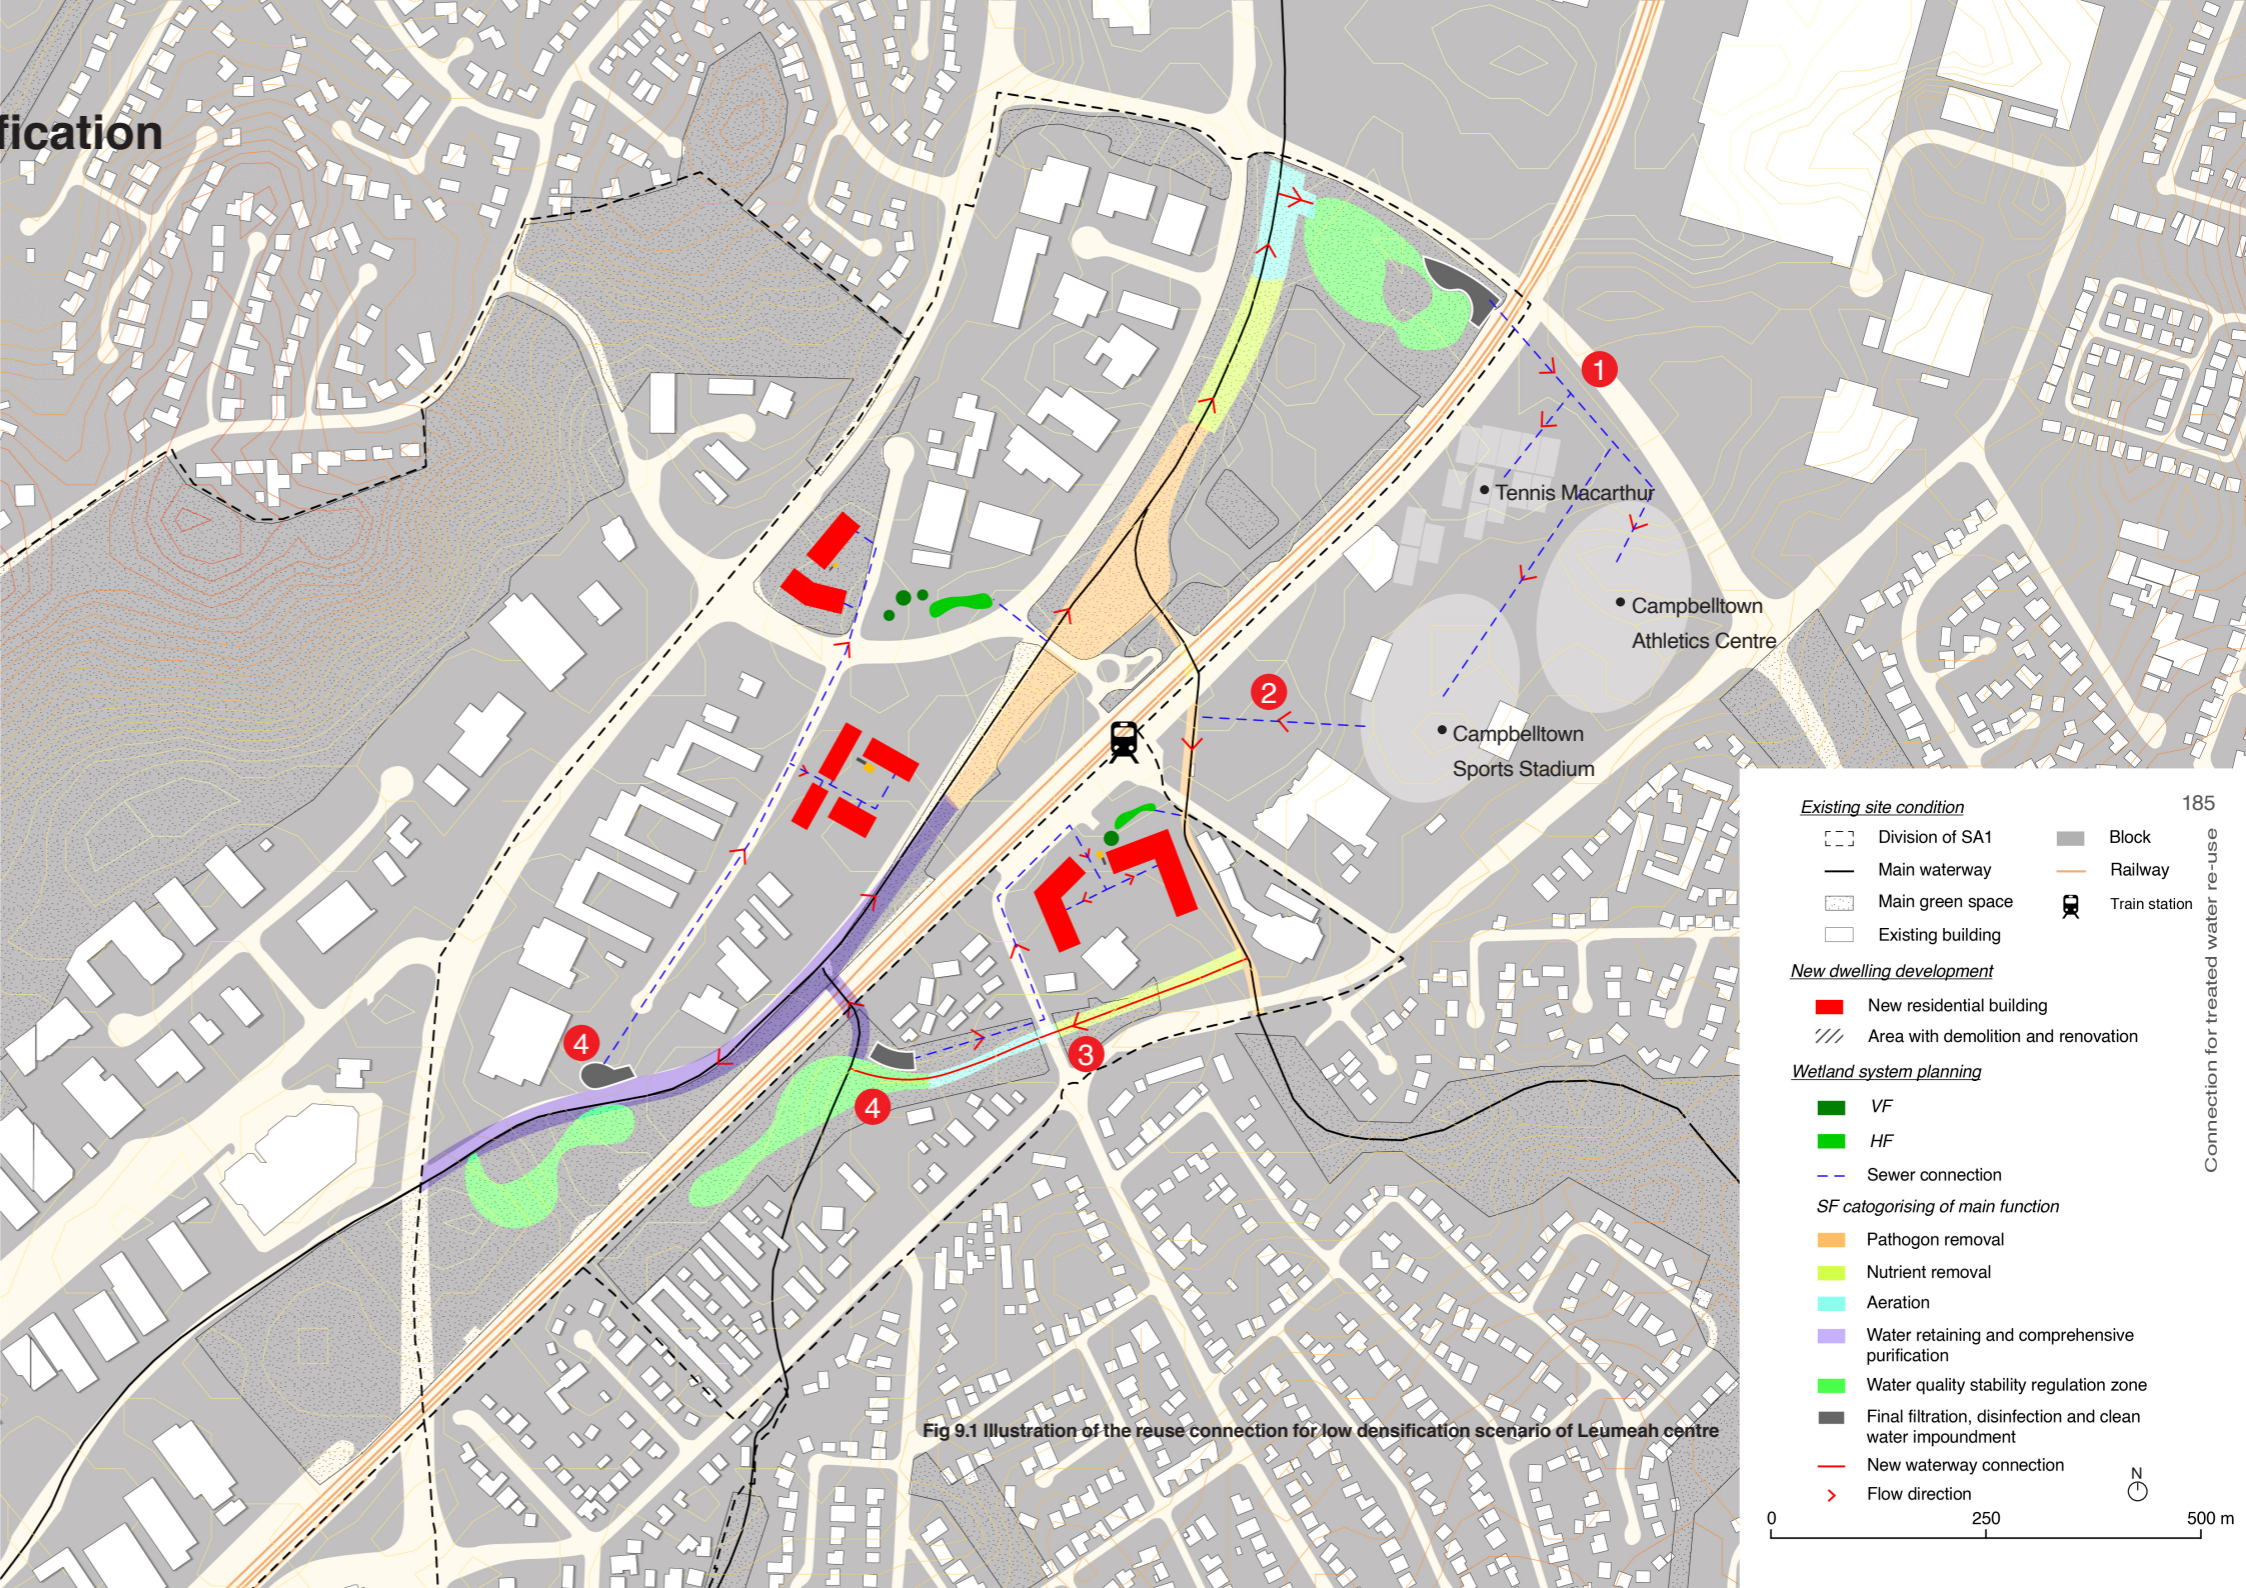 fication
1
Tennis Macarthur
Campbelltown
Athletics Centre
2
Campbelltown
Sports Stadium
4
3
4
Fig 9.1 Illustration of the reuse connection for low densification scenario of Leumeah centre
Existing site condition
185
Division of SA1
Block
Main waterway
Railway
Main green space
Train station
Existing building
New dwelling development
New residential building
Area with demolition and renovation
Wetland system planning
VF
HF
Sewer connection
SF catogorising of main function
Pathogon removal
Nutrient removal
Aeration
Water retaining and comprehensive
purification
Water quality stability regulation zone
Final filtration, disinfection and clean
water impoundment
New waterway connection
Flow direction
N
0 250 500 m
Connection for treated water re-use